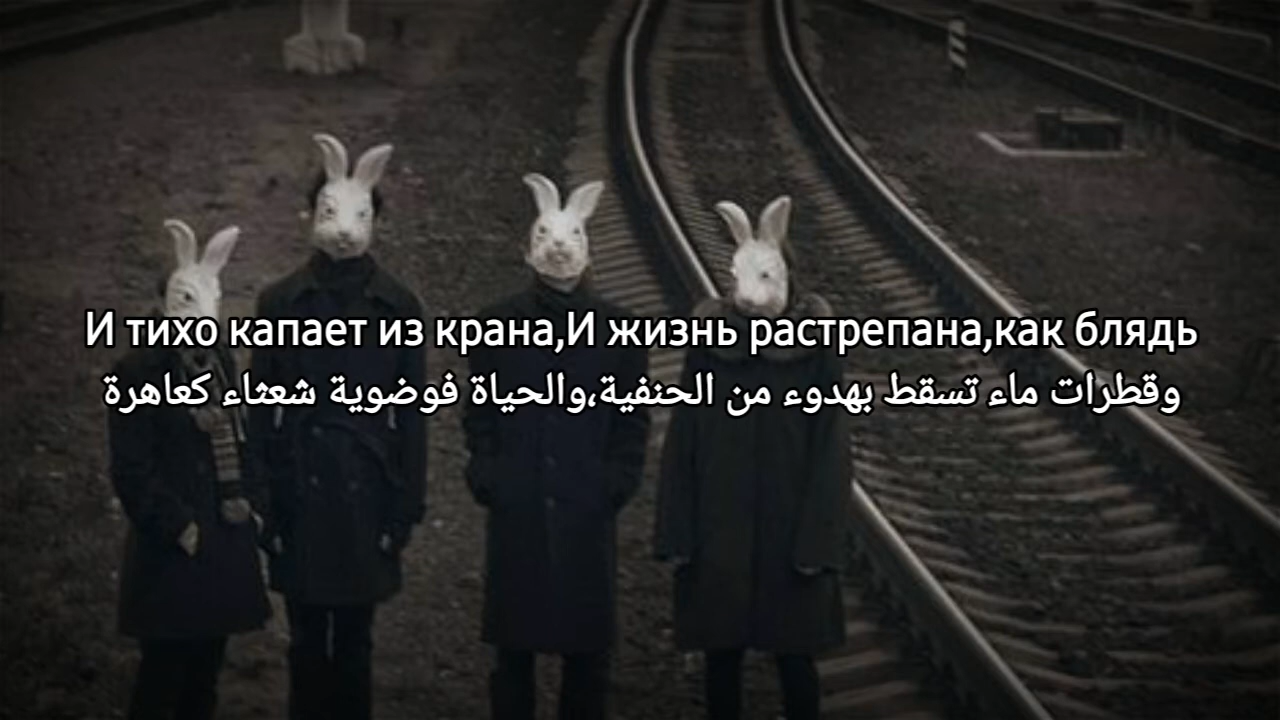 И тихо капает из крана,И жизнь растрепана,как блядь
وقطرات ماء تسقط بهدوء من الحنفية،والحياة فوضوية شعثاء كعاهرة